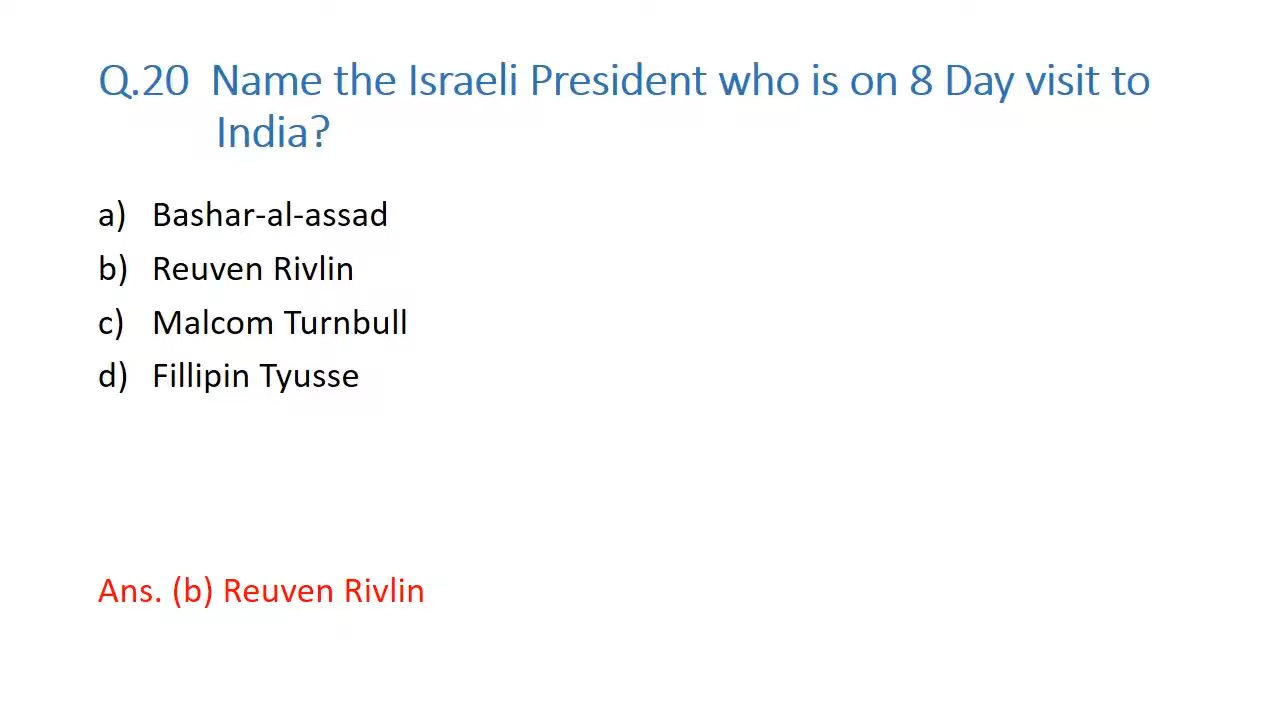 Q.20 Name the Israeli President who is on 8 Day visit to
India?
a) Bashar-al-assad
b) Reuven Rivlin
c) Malcom Turnbull
d) Fillipin Tyusse
Ans. (b) Reuven Rivlin